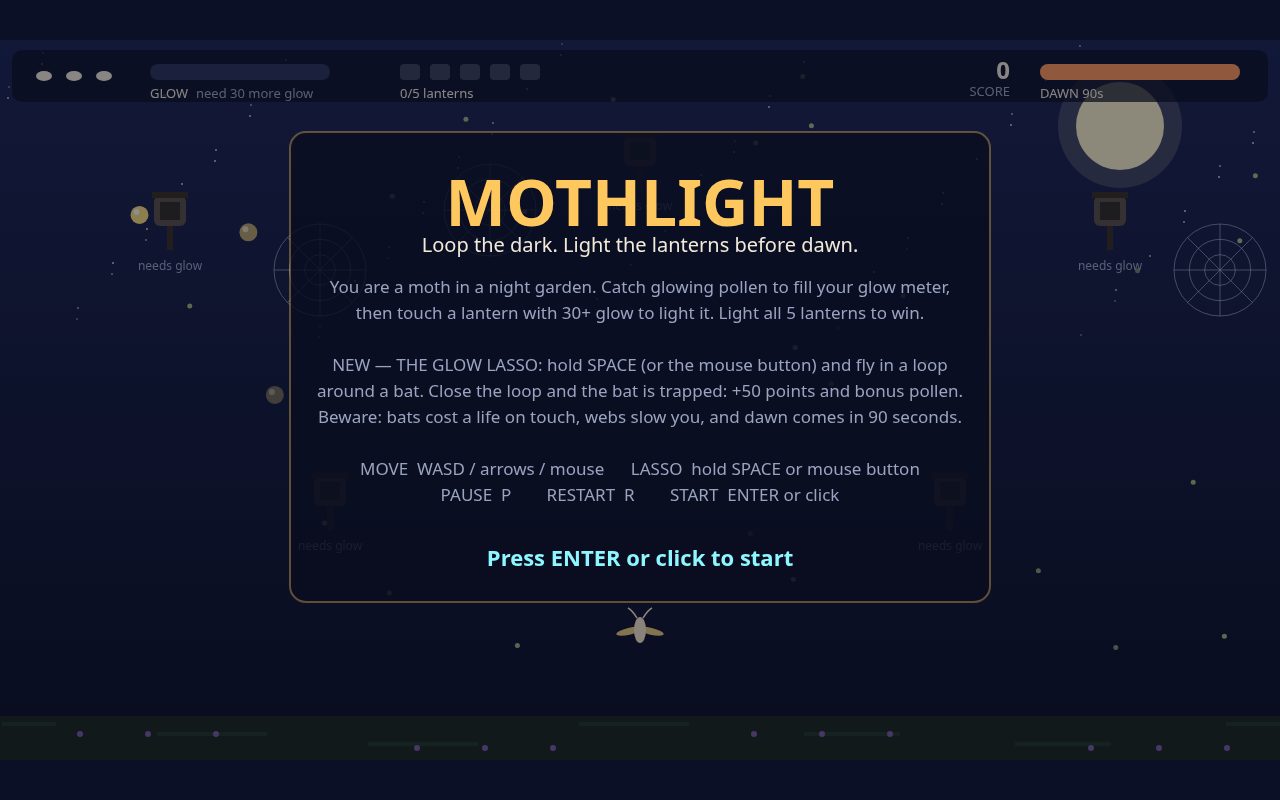 GLOW need 30 more glow
0/5 lanterns
0
SCORE
DAWN 90s
MOTHLIGHT
Loop the dark. Light the lanterns before dawn.
needs glow
needs glow
You are a moth in a night garden. Catch glowing pollen to fill your glow meter,
then touch a lantern with 30+ glow to light it. Light all 5 lanterns to win.
NEW — THE GLOW LASSO: hold SPACE (or the mouse button) and fly in a loop
around a bat. Close the loop and the bat is trapped: +50 points and bonus pollen.
Beware: bats cost a life on touch, webs slow you, and dawn comes in 90 seconds.
MOVE WASD / arrows / mouse LASSO hold SPACE or mouse button
PAUSE P RESTART R START ENTER or click
needs glow
needs glow
Press ENTER or click to start